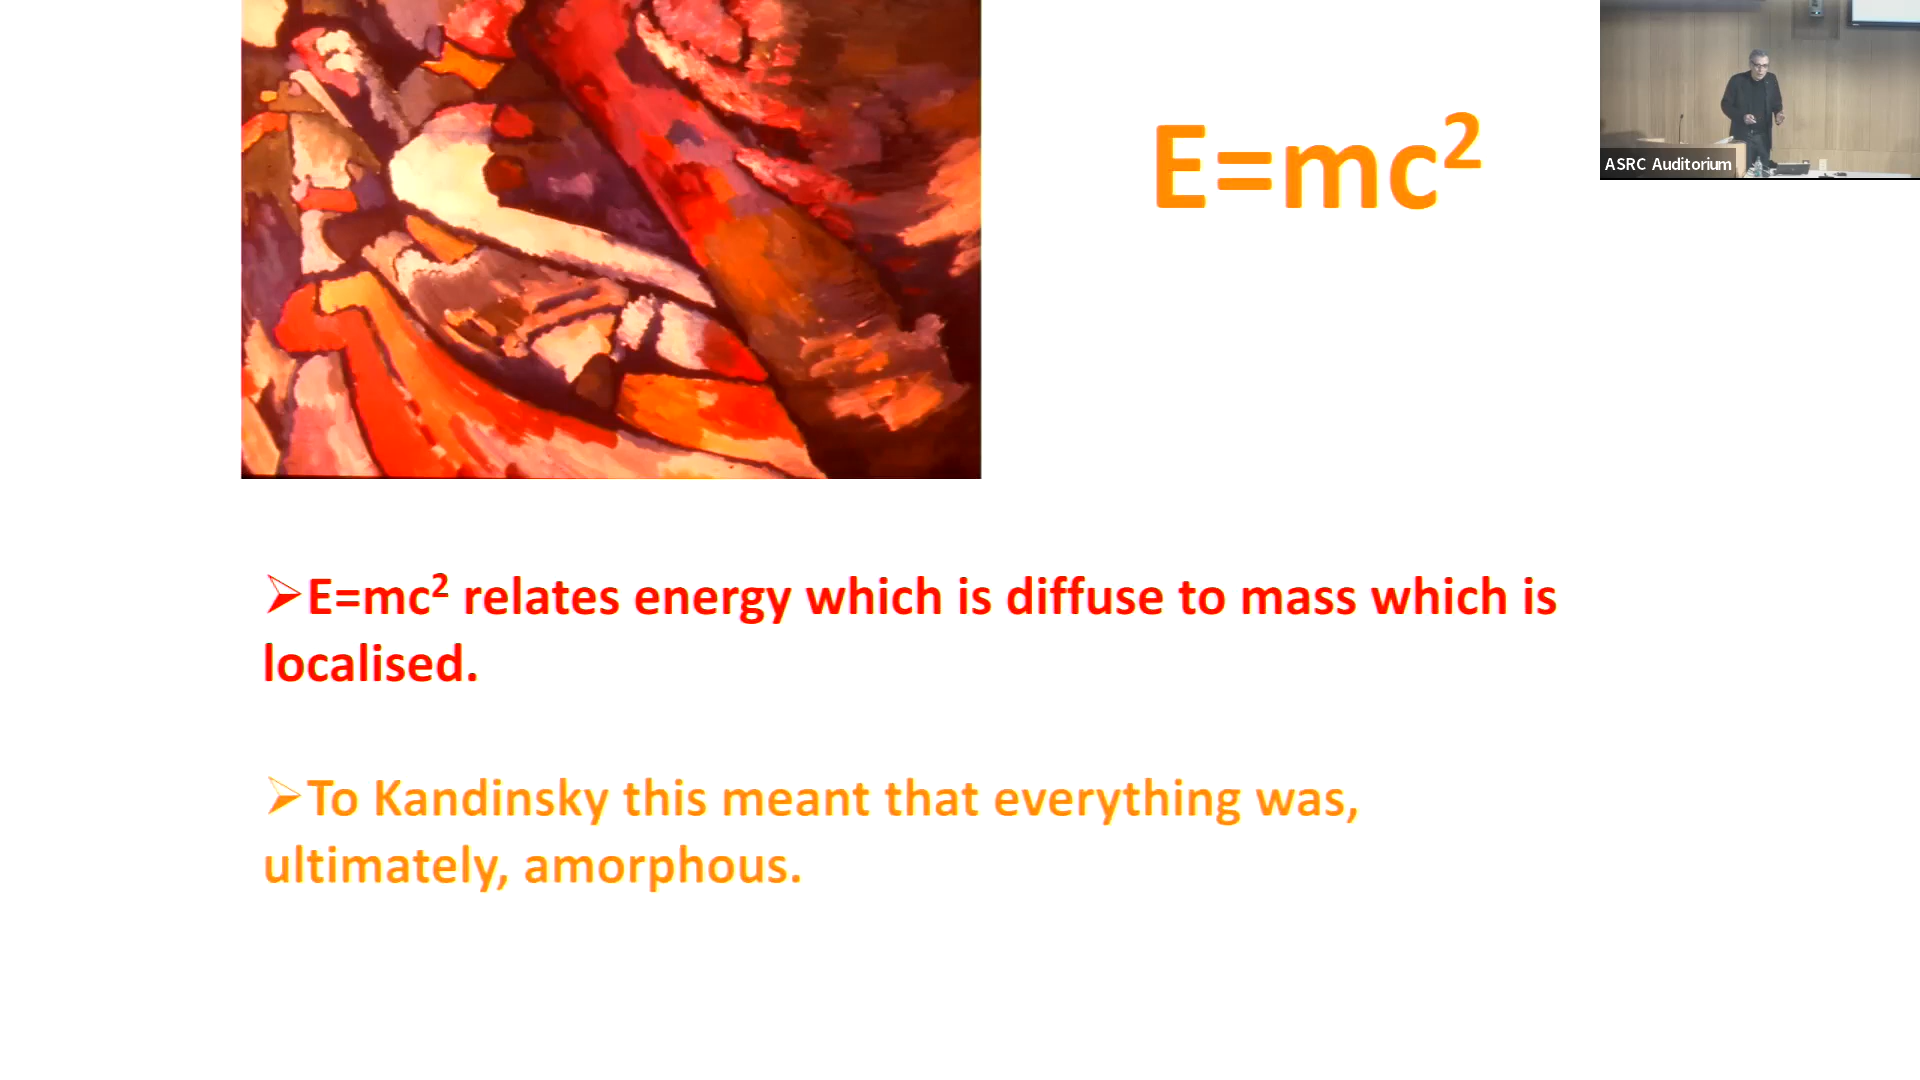 E=mc²
ASRC Auditorium
➢E=mc² relates energy which is diffuse to mass which is
localised.
➢To Kandinsky this meant that everything was,
ultimately, amorphous.